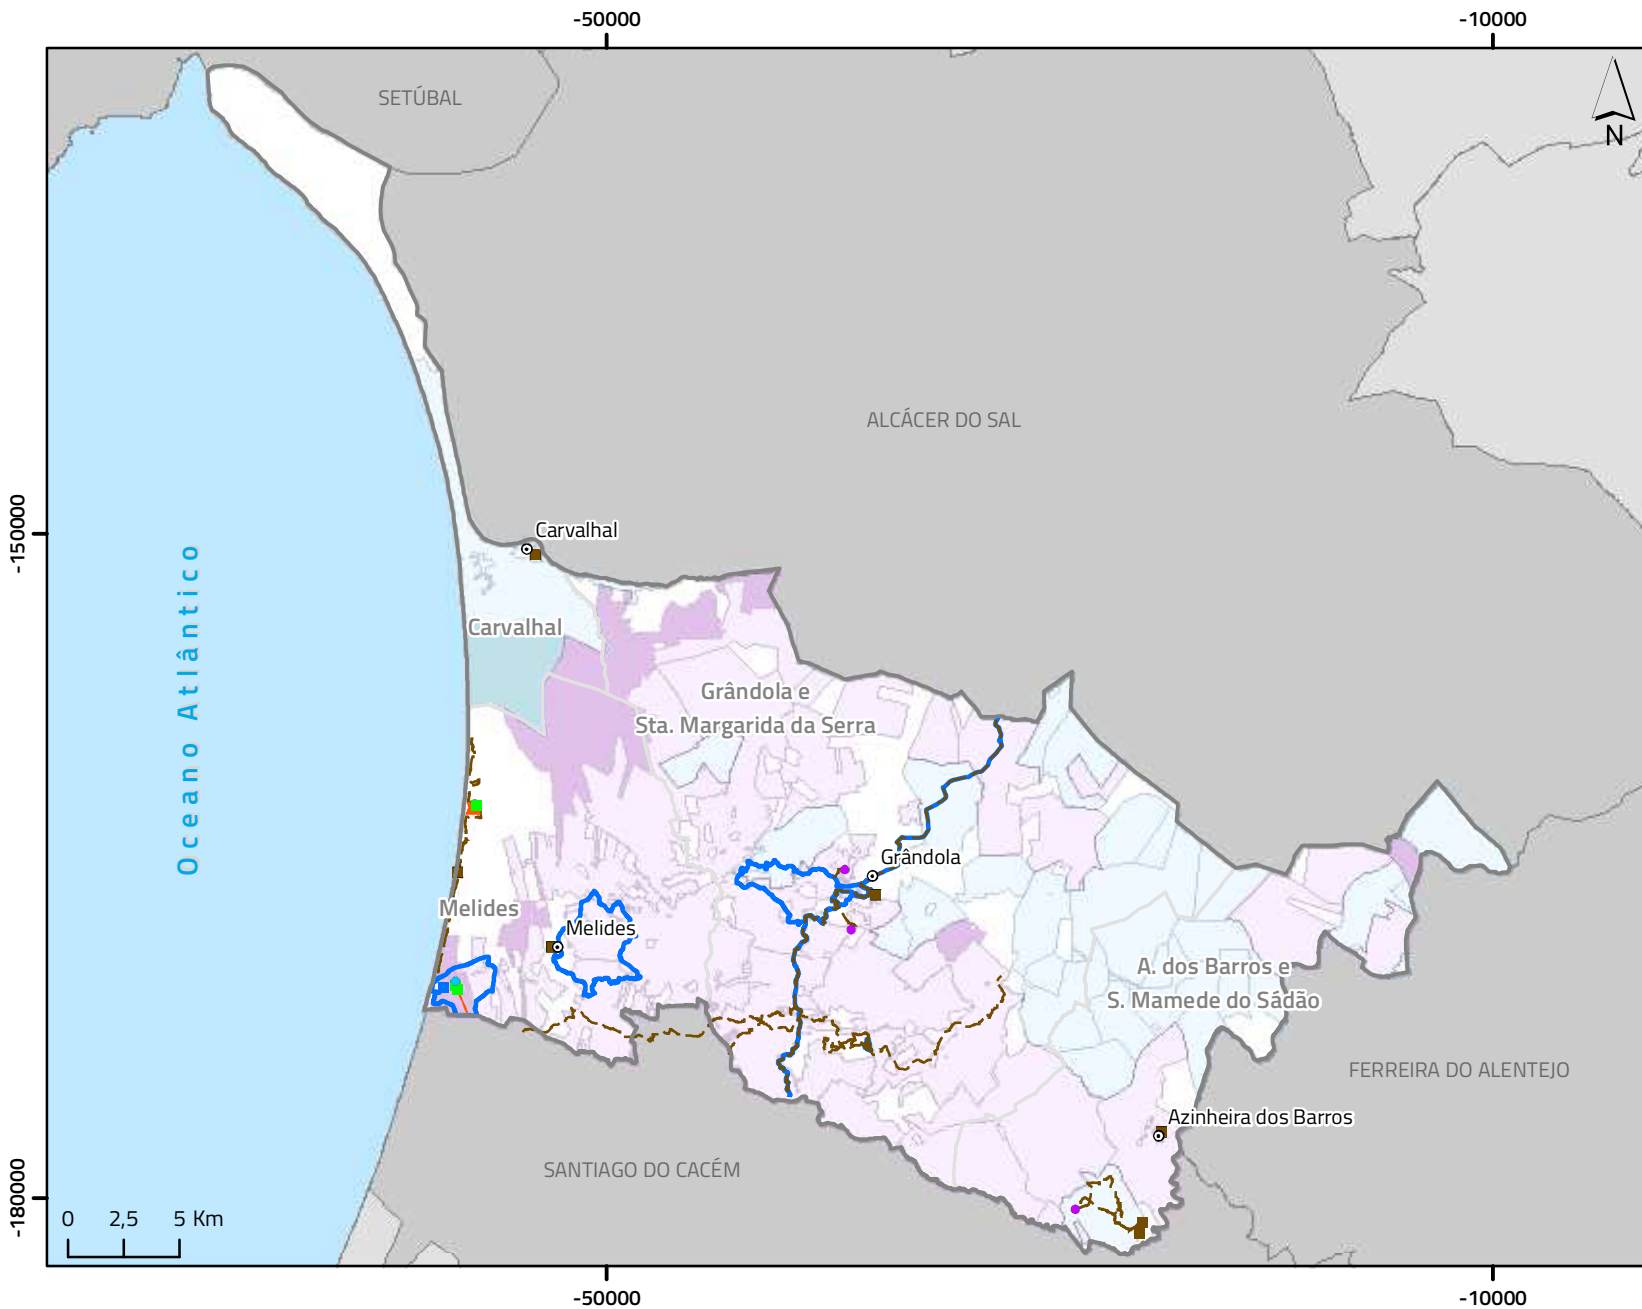 -50000
-10000
SETÚBAL
N
ALCÁCER DO SAL
-150000
Carvalhal
Oceano Atlântico
Carvalhal
Grândola e
Sta. Margarida da Serra
Grândola
Melides
Melides
A. dos Barros e
S. Mamede do Sádão
FERREIRA DO ALENTEJO
Azinheira dos Barros
SANTIAGO DO CACÉM
-180000
0 2,5 5 Km
-50000
-10000